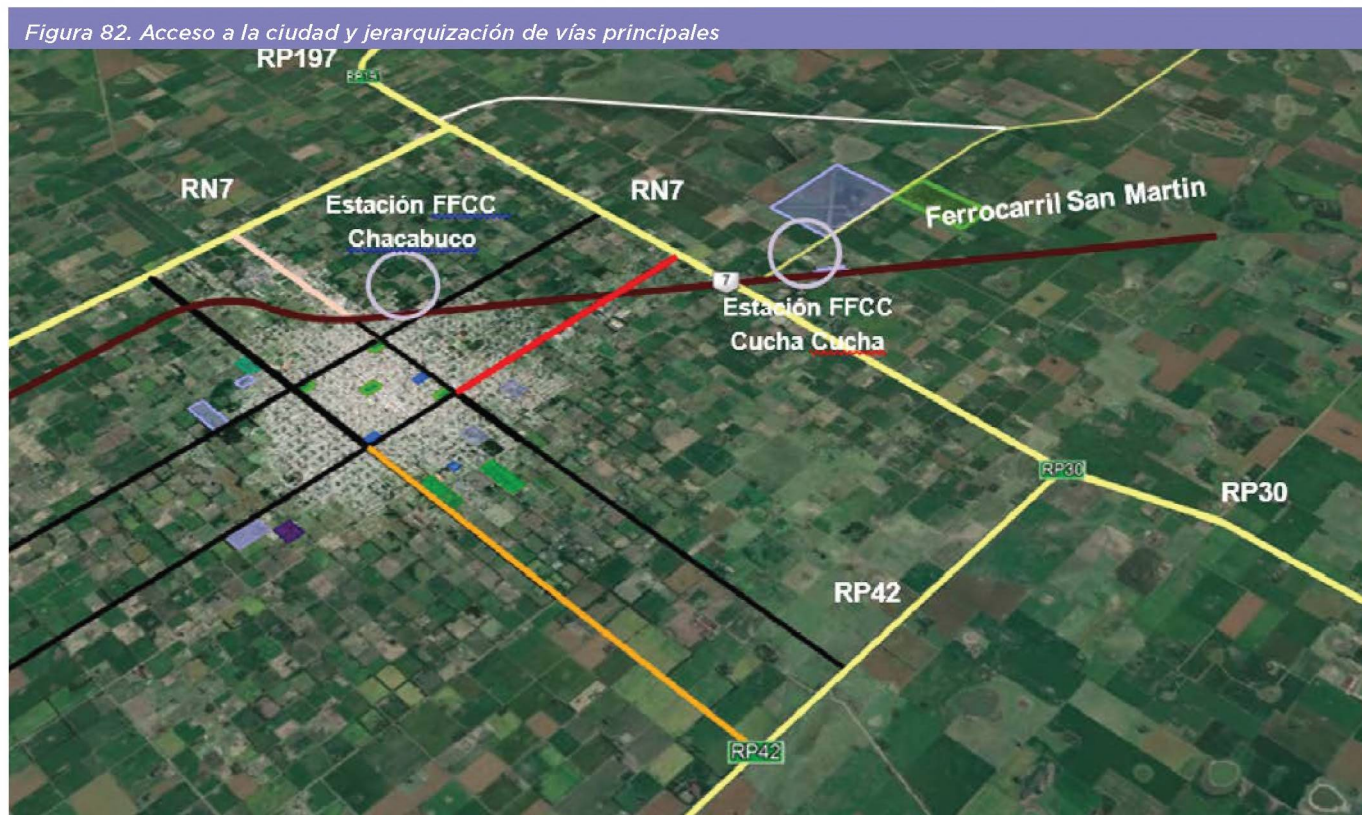 Figura 82. Acceso a la ciudad y jerarquización de vías principales
RP197
RN7
Estación FFCC
Chacabuco
RN7
Ferrocarril San Martin
7
Estación FFCC
Cucha Cucha
RP30
RP30
RP42
RP42